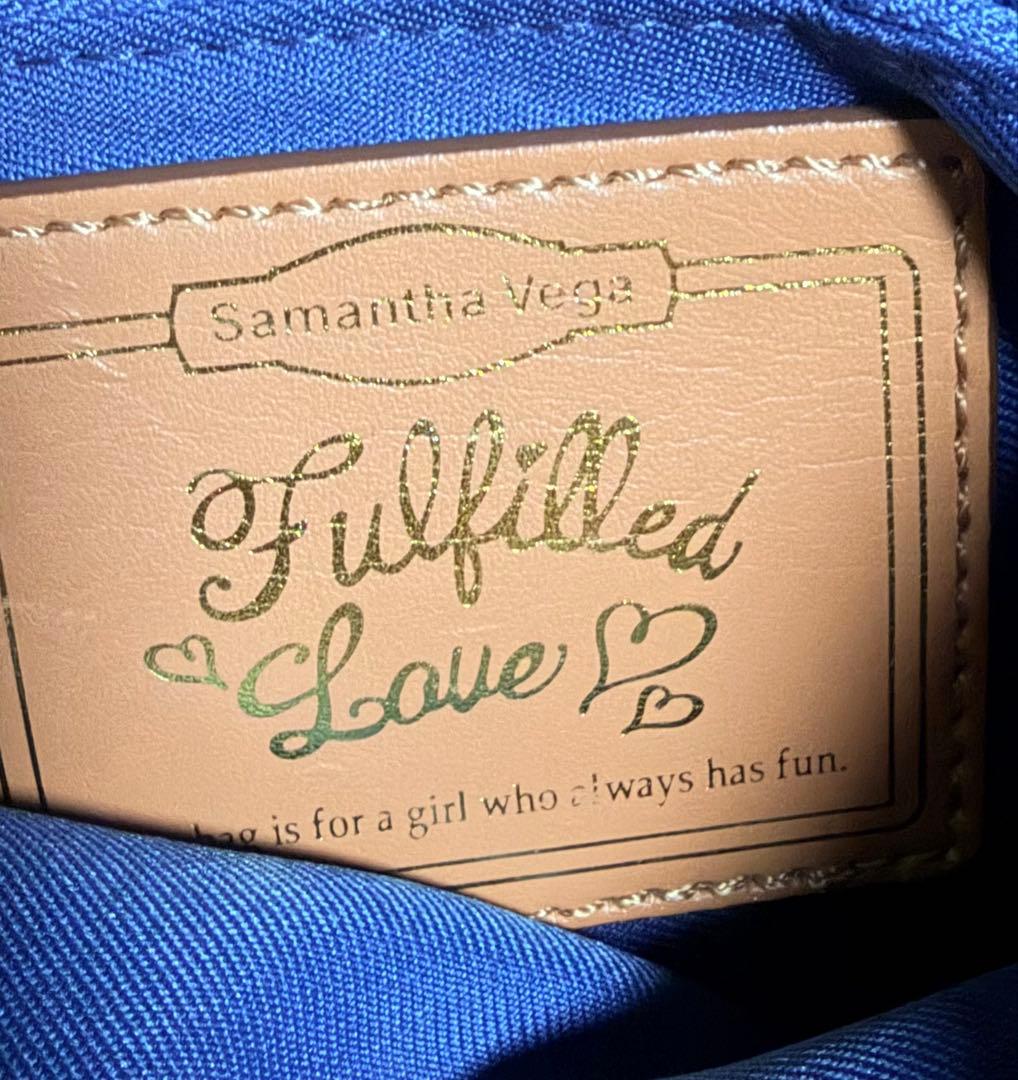 Samantha Vega
Fulfilled
Love
bag is for a girl who always has fun.